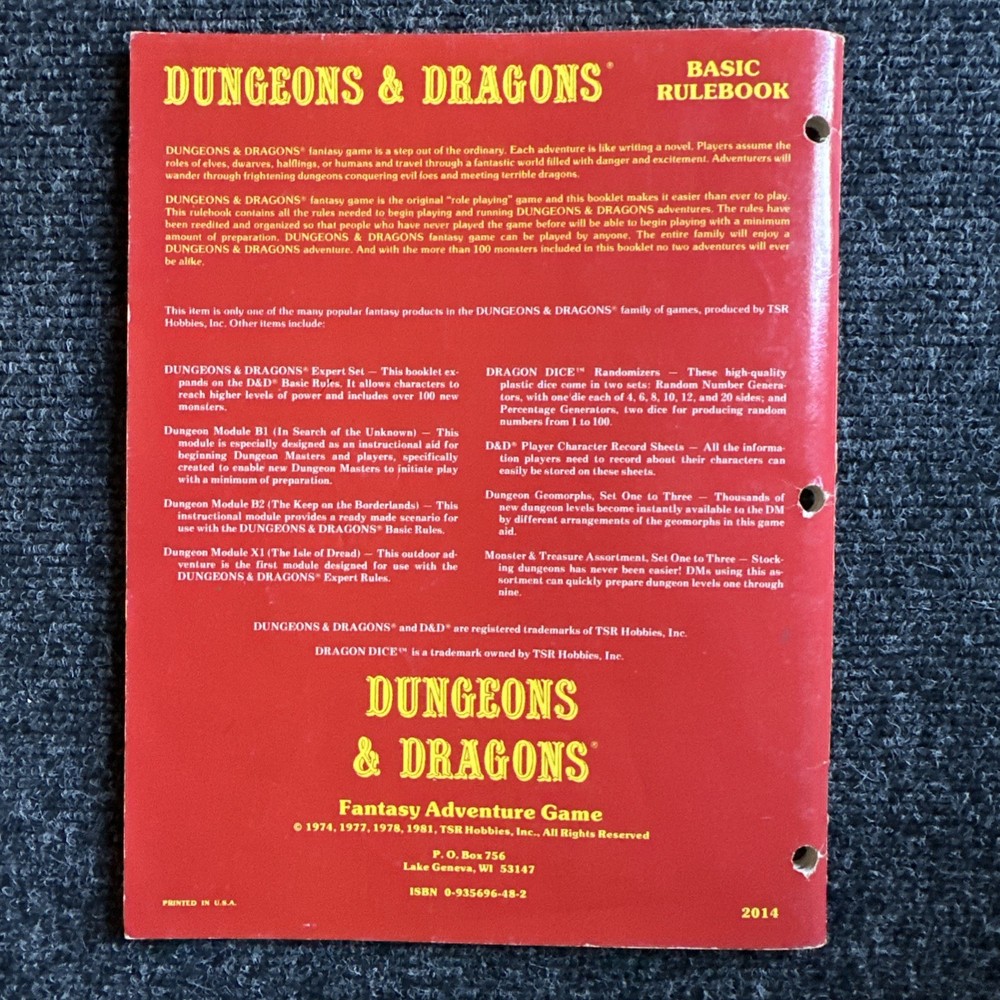 DUNGEONS & DRAGONS®
BASIC
RULEBOOK
DUNGEONS & DRAGONS® fantasy game is a step out of the ordinary. Each adventure is like writing a novel. Players assume the
roles of elves, dwarves, halflings, or humans and travel through a fantastic world filled with danger and excitement. Adventurers will
wander through frightening dungeons conquering evil foes and meeting terrible dragons.
DUNGEONS & DRAGONS® fantasy game is the original "role playing" game and this booklet makes it easier than ever to play.
This rulebook contains all the rules needed to begin playing and running DUNGEONS & DRAGONS adventures. The rules have
been reedited and organized so that people who have never played the game before will be able to begin playing with a minimum
amount of preparation. DUNGEONS & DRAGONS fantasy game can be played by anyone. The entire family will enjoy a
DUNGEONS & DRAGONS adventure. And with the more than 100 monsters included in this booklet no two adventures will ever
be alike.
This item is only one of the many popular fantasy products in the DUNGEONS & DRAGONS® family of games, produced by TSR
Hobbies, Inc. Other items include:
DUNGEONS & DRAGONS® Expert Set — This booklet ex-
pands on the D&D® Basic Rules. It allows characters to
reach higher levels of power and includes over 100 new
monsters.
Dungeon Module B1 (In Search of the Unknown) — This
module is especially designed as an instructional aid for
beginning Dungeon Masters and players, specifically
created to enable new Dungeon Masters to initiate play
with a minimum of preparation.
Dungeon Module B2 (The Keep on the Borderlands) — This
instructional module provides a ready made scenario for
use with the DUNGEONS & DRAGONS® Basic Rules.
Dungeon Module X1 (The Isle of Dread) — This outdoor ad-
venture is the first module designed for use with the
DUNGEONS & DRAGONS® Expert Rules.
DRAGON DICE™ Randomizers — These high-quality
plastic dice come in two sets: Random Number Genera-
tors, with one die each of 4, 6, 8, 10, 12, and 20 sides; and
Percentage Generators, two dice for producing random
numbers from 1 to 100.
D&D® Player Character Record Sheets — All the informa-
tion players need to record about their characters can
easily be stored on these sheets.
Dungeon Geomorphs, Set One to Three — Thousands of
new dungeon levels become instantly available to the DM
by different arrangements of the geomorphs in this game
aid.
Monster & Treasure Assortment, Set One to Three — Stock-
ing dungeons has never been easier! DMs using this as-
sortment can quickly prepare dungeon levels one through
nine.
DUNGEONS & DRAGONS® and D&D® are registered trademarks of TSR Hobbies, Inc.
DRAGON DICE™ is a trademark owned by TSR Hobbies, Inc.
DUNGEONS
& DRAGONS®
Fantasy Adventure Game
© 1974, 1977, 1978, 1981, TSR Hobbies, Inc., All Rights Reserved
P. O. Box 756
Lake Geneva, WI 53147
ISBN 0-935696-48-2
PRINTED IN U.S.A.
2014